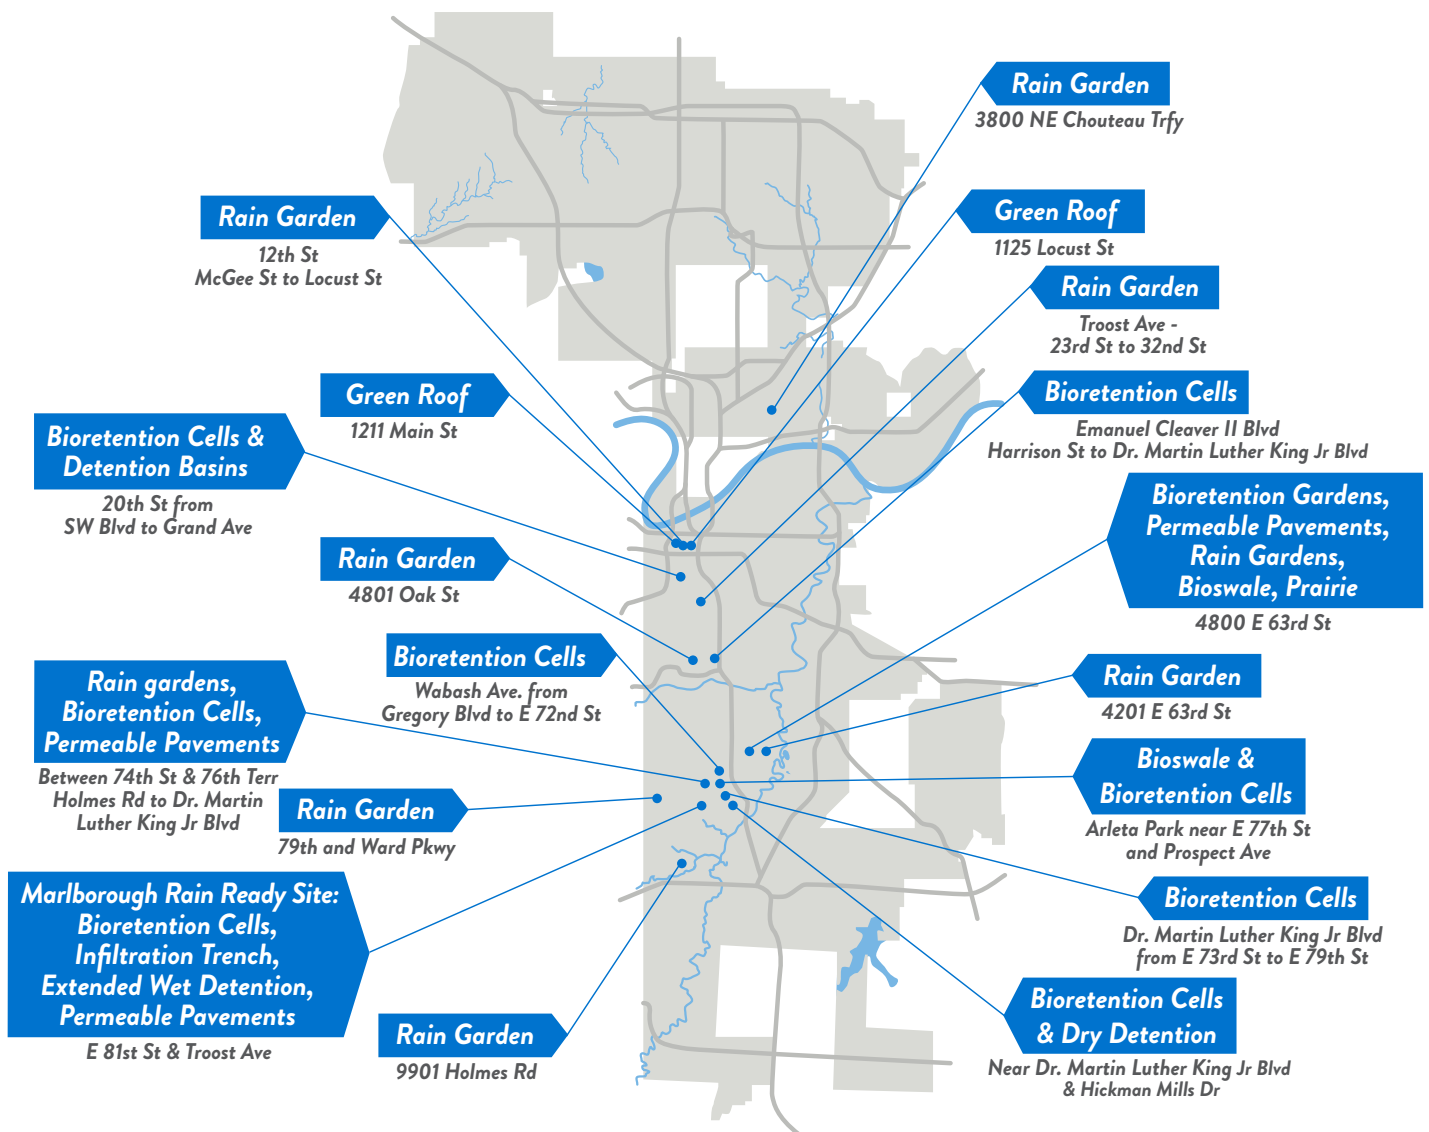 Rain Garden
3800 NE Chouteau Trfy
Rain Garden
12th St
McGee St to Locust St
Green Roof
1125 Locust St
Rain Garden
Troost Ave -
23rd St to 32nd St
Green Roof
1211 Main St
Bioretention Cells
Emanuel Cleaver II Blvd
Harrison St to Dr. Martin Luther King Jr Blvd
Bioretention Cells &
Detention Basins
20th St from
SW Blvd to Grand Ave
Bioretention Gardens,
Permeable Pavements,
Rain Gardens,
Bioswale, Prairie
4800 E 63rd St
Rain Garden
4801 Oak St
Bioretention Cells
Wabash Ave. from
Gregory Blvd to E 72nd St
Rain Garden
4201 E 63rd St
Rain gardens,
Bioretention Cells,
Permeable Pavements
Between 74th St & 76th Terr
Holmes Rd to Dr. Martin
Luther King Jr Blvd
Bioswale &
Bioretention Cells
Arleta Park near E 77th St
and Prospect Ave
Rain Garden
79th and Ward Pkwy
Marlborough Rain Ready Site:
Bioretention Cells,
Infiltration Trench,
Extended Wet Detention,
Permeable Pavements
E 81st St & Troost Ave
Bioretention Cells
Dr. Martin Luther King Jr Blvd
from E 73rd St to E 79th St
Rain Garden
9901 Holmes Rd
Bioretention Cells
& Dry Detention
Near Dr. Martin Luther King Jr Blvd
& Hickman Mills Dr